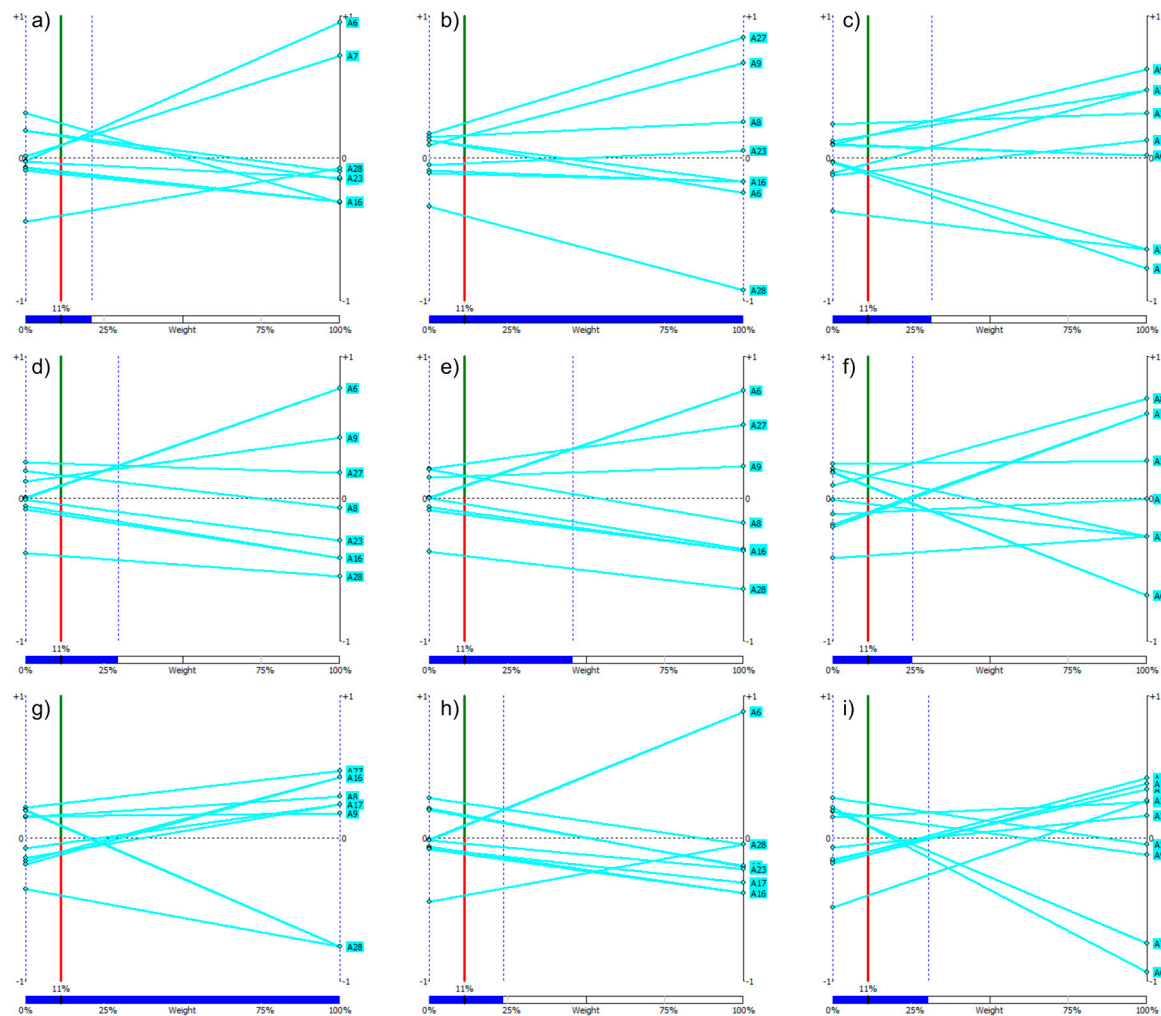 a) +1 +1 A6
A7
0 0
A28
A23
A16
-1 -1
11%
0% 25% Weight 75% 100%
b) +1 +1
A27
A9
A8
A23
0 0
A16
A6
A28
-1 -1
11%
0% 25% Weight 75% 100%
c) +1 +1
0 0
-1 -1
11%
0% 25% Weight 75% 100%
d) +1 +1
A6
A9
A27
0 0
A8
A23
A16
A28
-1 -1
11%
0% 25% Weight 75% 100%
e) +1 +1
A6
A27
A9
0 0
A8
A16
A28
-1 -1
11%
0% 25% Weight 75% 100%
f) +1 +1
0
-1 -1
11%
0% 25% Weight 75% 100%
g) +1 +1
A27
A16
A8
A17
A9
0 0
A28
-1 -1
11%
0% 25% Weight 75% 100%
h) +1 +1
A6
0 0
A28
A23
A17
A16
-1 -1
11%
0% 25% Weight 75% 100%
i) +1 +1
0 0
-1 -1
11%
0% 25% Weight 75% 100%